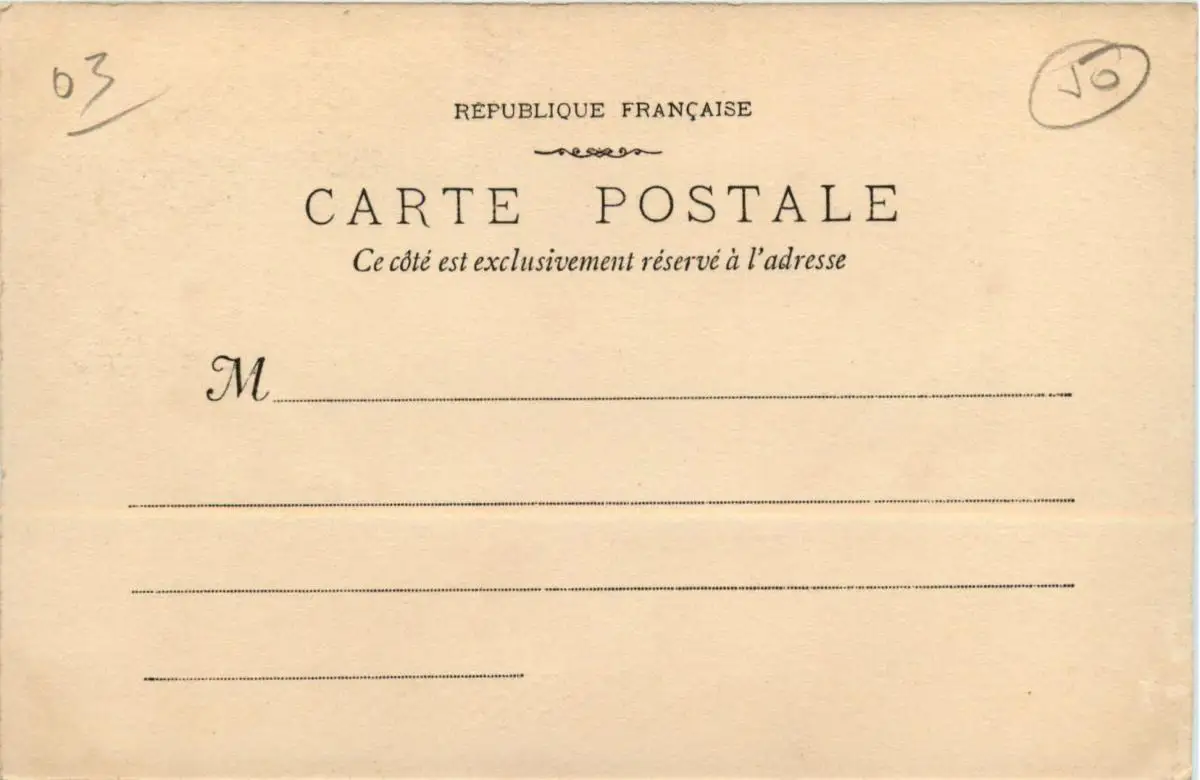 03
50
RÉPUBLIQUE FRANÇAISE
CARTE POSTALE
Ce côté est exclusivement réservé à l'adresse
M